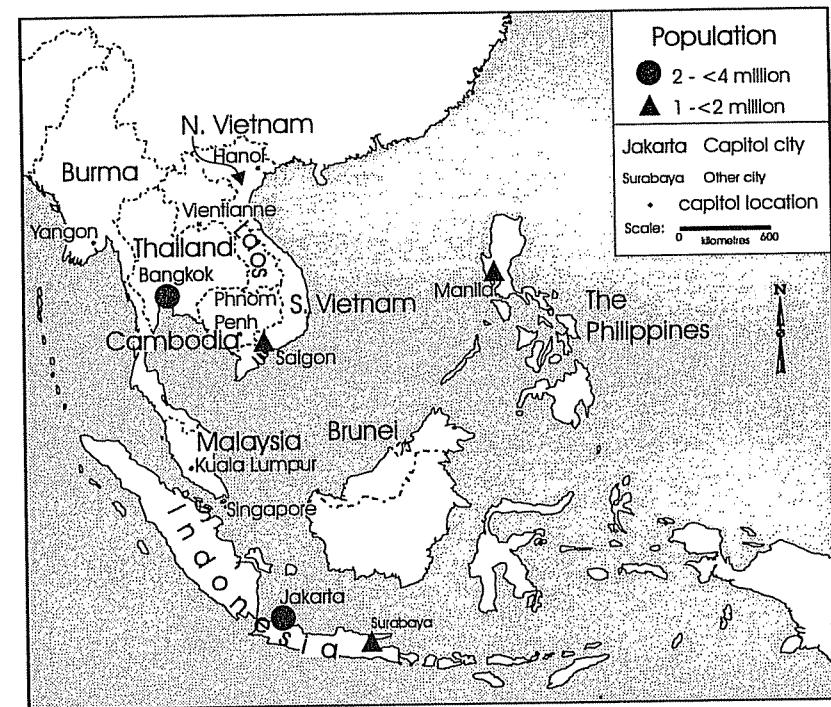 Population
2 - <4 million
1 -<2 million
Jakarta Capitol city
Surabaya Other city
capitol location
Scale: 0 600
kilometres
N. Vietnam
Hanoi
Burma
Vientianne
Yangon
Thailand
Laos
Bangkok
Phnom
Penh
S. Vietnam
Cambodia
Saigon
Manila
The
Philippines
N
Malaysia
Brunei
Kuala Lumpur
Singapore
Indonesia
Jakarta
Surabaya